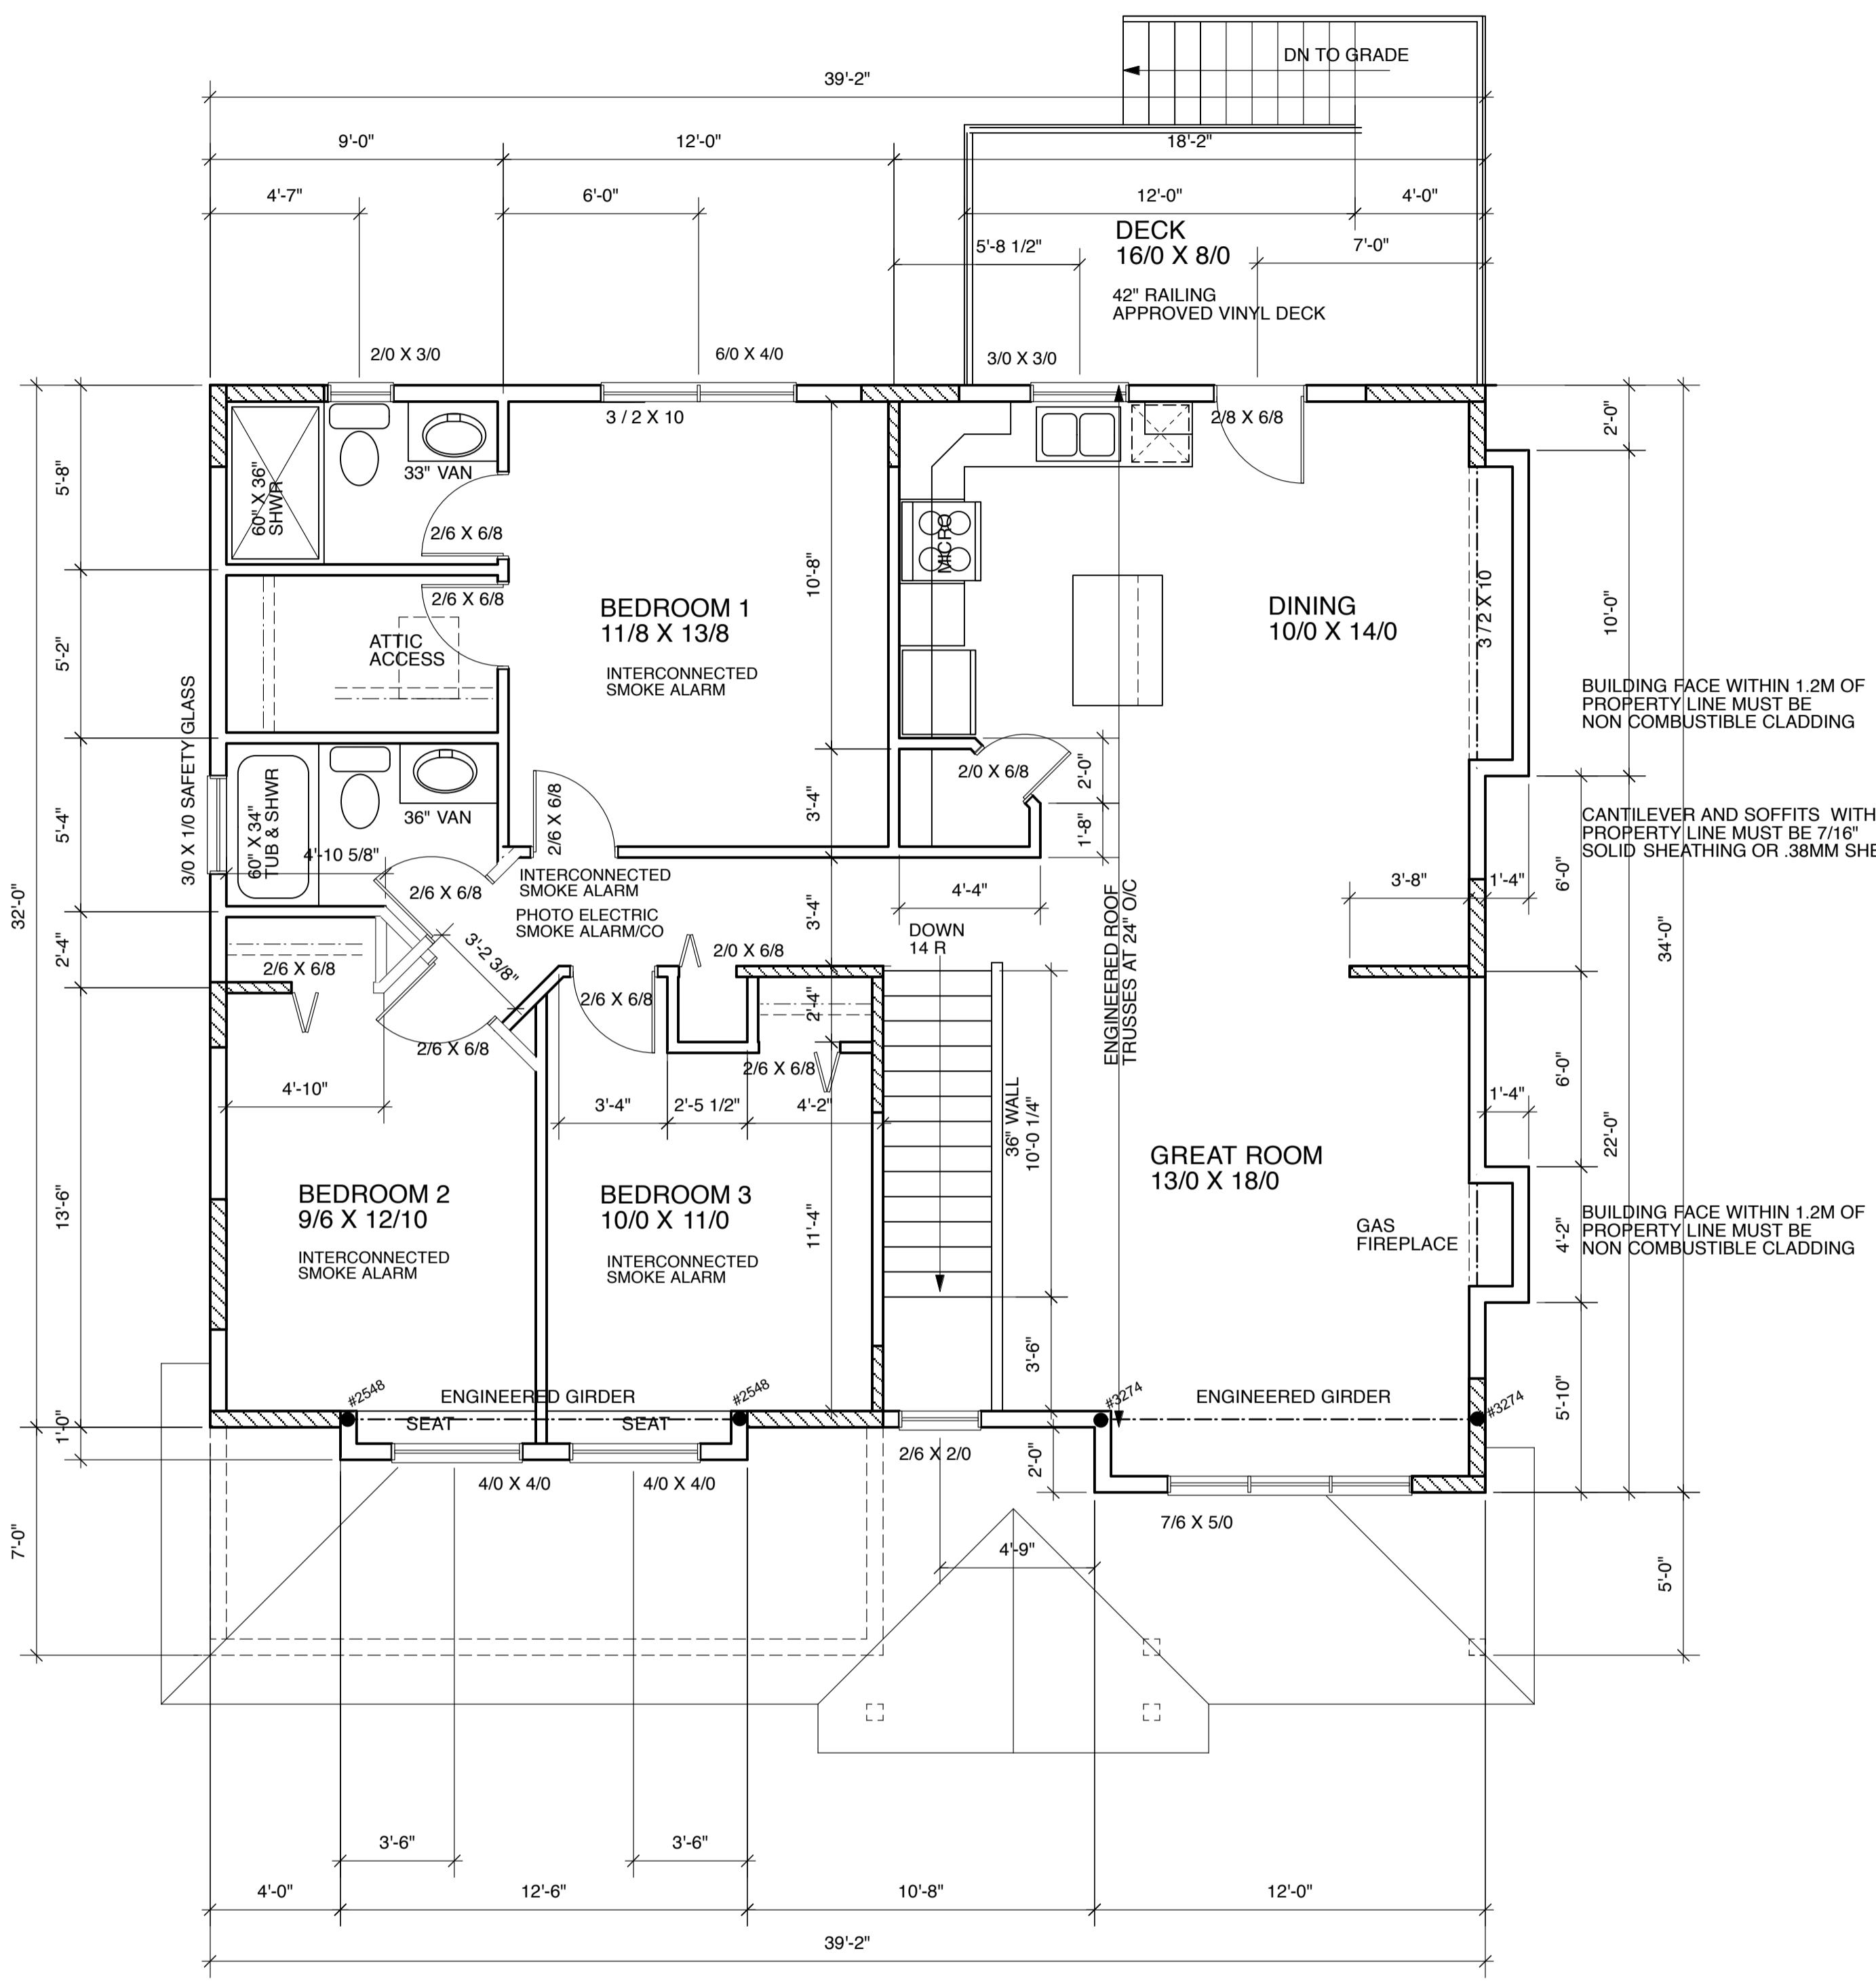 DN TO GRADE
39'-2"
9'-0"
12'-0"
18'-2"
4'-7"
6'-0"
12'-0"
4'-0"
DECK
16/0 X 8/0
5'-8 1/2"
7'-0"
42" RAILING
APPROVED VINYL DECK
2/0 X 3/0
6/0 X 4/0
3/0 X 3/0
3 / 2 X 10
2/8 X 6/8
2'-0"
33" VAN
5'-8"
60" X 36"
SHWR
2/6 X 6/8
MICRO
10'-8"
2/6 X 6/8
BEDROOM 1
11/8 X 13/8
DINING
10/0 X 14/0
3 / 2 X 10
10'-0"
ATTIC
ACCESS
5'-2"
INTERCONNECTED
SMOKE ALARM
BUILDING FACE WITHIN 1.2M OF
PROPERTY LINE MUST BE
NON COMBUSTIBLE CLADDING
3/0 X 1/0 SAFETY GLASS
2/0 X 6/8
2'-0"
60" X 34"
TUB & SHWR
36" VAN
2/6 X 6/8
3'-4"
5'-4"
1'-8"
CANTILEVER AND SOFFITS WITH
PROPERTY LINE MUST BE 7/16"
SOLID SHEATHING OR .38MM SHE
4'-10 5/8"
2/6 X 6/8
INTERCONNECTED
SMOKE ALARM
4'-4"
3'-8"
1'-4"
6'-0"
32'-0"
PHOTO ELECTRIC
SMOKE ALARM/CO
3'-4"
DOWN
14 R
ENGINEERED ROOF
TRUSSES AT 24" O/C
34'-0"
3'-2 3/8"
2/0 X 6/8
2'-4"
2/6 X 6/8
2/6 X 6/8
2'-4"
2/6 X 6/8
2/6 X 6/8
6'-0"
4'-10"
3'-4"
2'-5 1/2"
4'-2"
36" WALL
10'-0 1/4"
1'-4"
22'-0"
GREAT ROOM
13/0 X 18/0
13'-6"
BEDROOM 2
9/6 X 12/10
BEDROOM 3
10/0 X 11/0
11'-4"
GAS
FIREPLACE
4'-2"
BUILDING FACE WITHIN 1.2M OF
PROPERTY LINE MUST BE
NON COMBUSTIBLE CLADDING
INTERCONNECTED
SMOKE ALARM
INTERCONNECTED
SMOKE ALARM
3'-6"
#2548
ENGINEERED GIRDER
#2548
#3274
ENGINEERED GIRDER
#3274
5'-10"
1'-0"
SEAT
SEAT
2/6 X 2/0
2'-0"
4/0 X 4/0
4/0 X 4/0
7/6 X 5/0
7'-0"
4'-9"
5'-0"
3'-6"
3'-6"
4'-0"
12'-6"
10'-8"
12'-0"
39'-2"